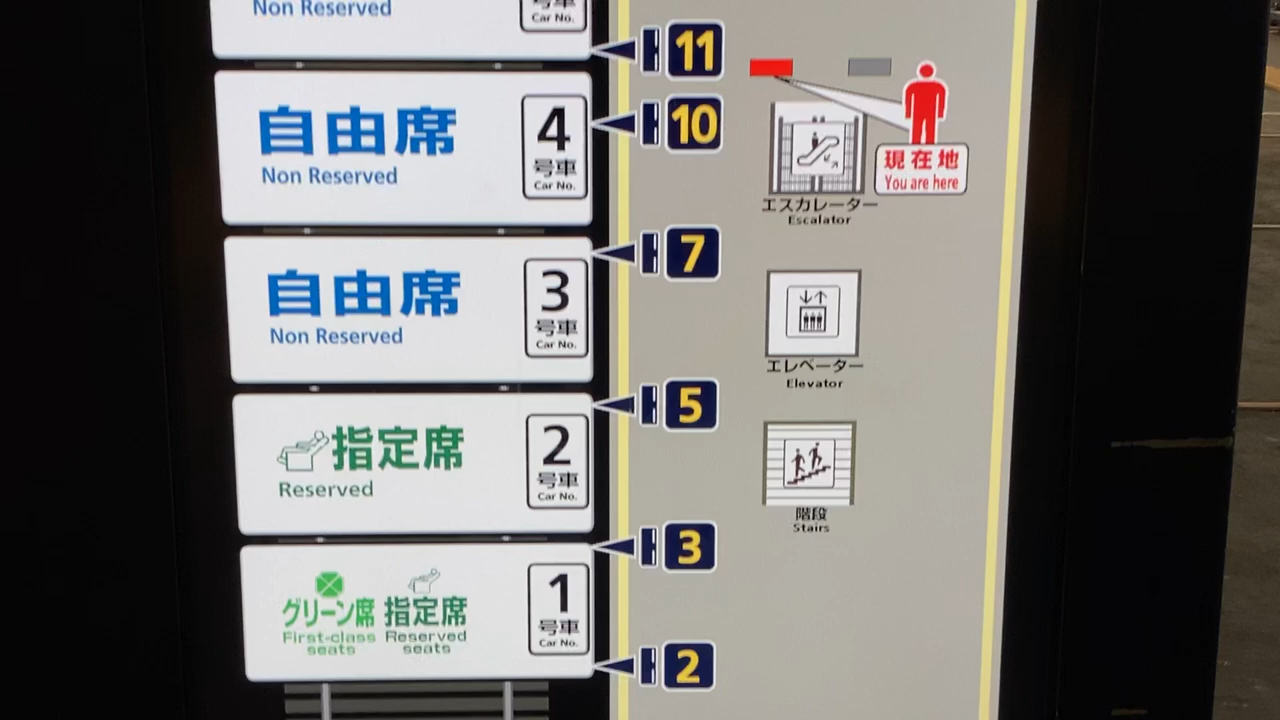 Non Reserved
号車
Car No.
11
自由席
Non Reserved
4
号車
Car No.
10
現在地
You are here
エスカレーター
Escalator
7
自由席
Non Reserved
3
号車
Car No.
エレベーター
Elevator
5
指定席
Reserved
2
号車
Car No.
階段
Stairs
3
グリーン席 指定席
First-class Reserved
seats seats
1
号車
Car No.
2